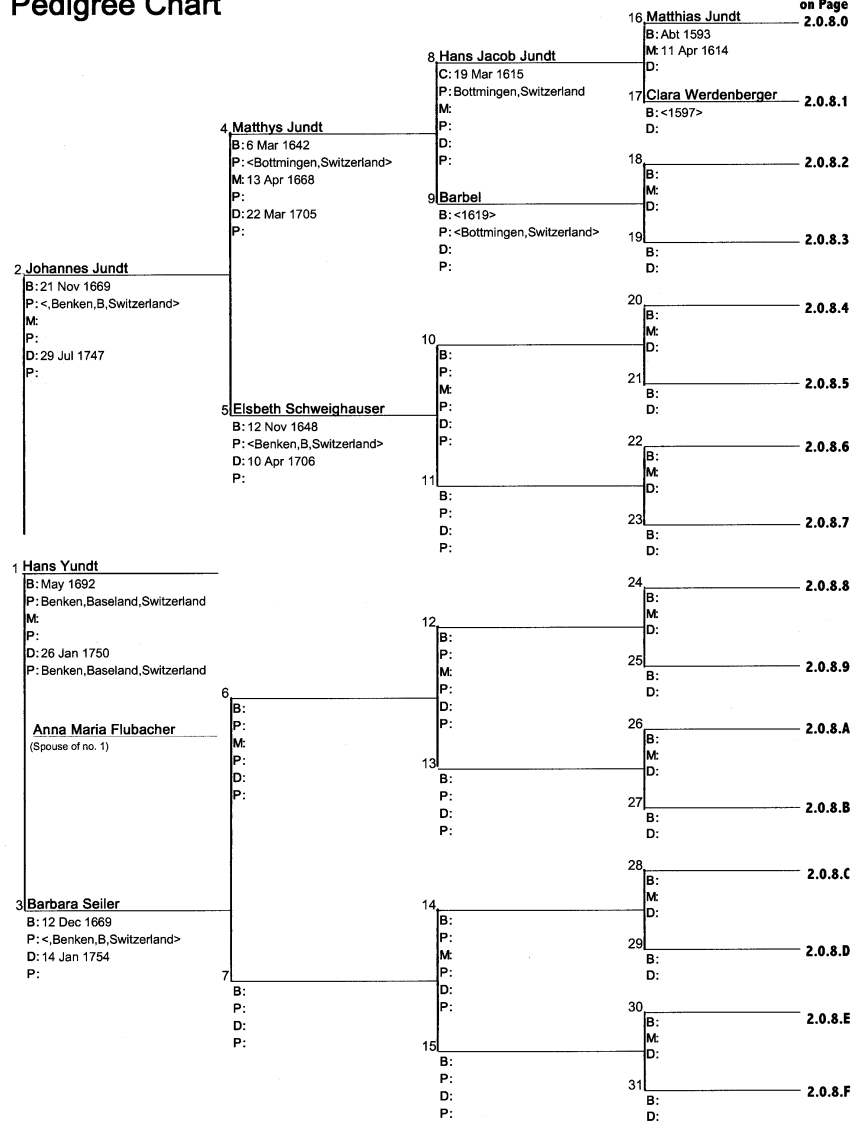 Pedigree Chart
on Page
16 Matthias Jundt
2.0.8.0
B: Abt 1593
M: 11 Apr 1614
D:
8 Hans Jacob Jundt
C: 19 Mar 1615
P: Bottmingen,Switzerland
M:
P:
D:
P:
17 Clara Werdenberger
2.0.8.1
B: <1597>
D:
4 Matthys Jundt
B: 6 Mar 1642
P: <Bottmingen,Switzerland>
M: 13 Apr 1668
P:
D: 22 Mar 1705
P:
18
2.0.8.2
B:
M:
D:
9 Barbel
B: <1619>
P: <Bottmingen,Switzerland>
D:
P:
19
2.0.8.3
B:
D:
2 Johannes Jundt
B: 21 Nov 1669
P: <,Benken,B,Switzerland>
M:
P:
D: 29 Jul 1747
P:
20
2.0.8.4
B:
M:
D:
10
B:
P:
M:
P:
D:
P:
21
2.0.8.5
B:
D:
5 Elsbeth Schweighauser
B: 12 Nov 1648
P: <Benken,B,Switzerland>
D: 10 Apr 1706
P:
22
2.0.8.6
B:
M:
D:
11
B:
P:
D:
P:
23
2.0.8.7
B:
D:
1 Hans Yundt
B: May 1692
P: Benken,Baseland,Switzerland
M:
P:
D: 26 Jan 1750
P: Benken,Baseland,Switzerland
24
2.0.8.8
B:
M:
D:
12
B:
P:
M:
P:
D:
P:
25
2.0.8.9
B:
D:
6
B:
P:
M:
P:
D:
P:
Anna Maria Flubacher
(Spouse of no. 1)
26
2.0.8.A
B:
M:
D:
13
B:
P:
D:
P:
27
2.0.8.B
B:
D:
28
2.0.8.C
B:
M:
D:
3 Barbara Seiler
B: 12 Dec 1669
P: <,Benken,B,Switzerland>
D: 14 Jan 1754
P:
14
B:
P:
M:
P:
D:
P:
29
2.0.8.D
B:
D:
7
B:
P:
D:
P:
30
2.0.8.E
B:
M:
D:
15
B:
P:
D:
P:
31
2.0.8.F
B:
D: